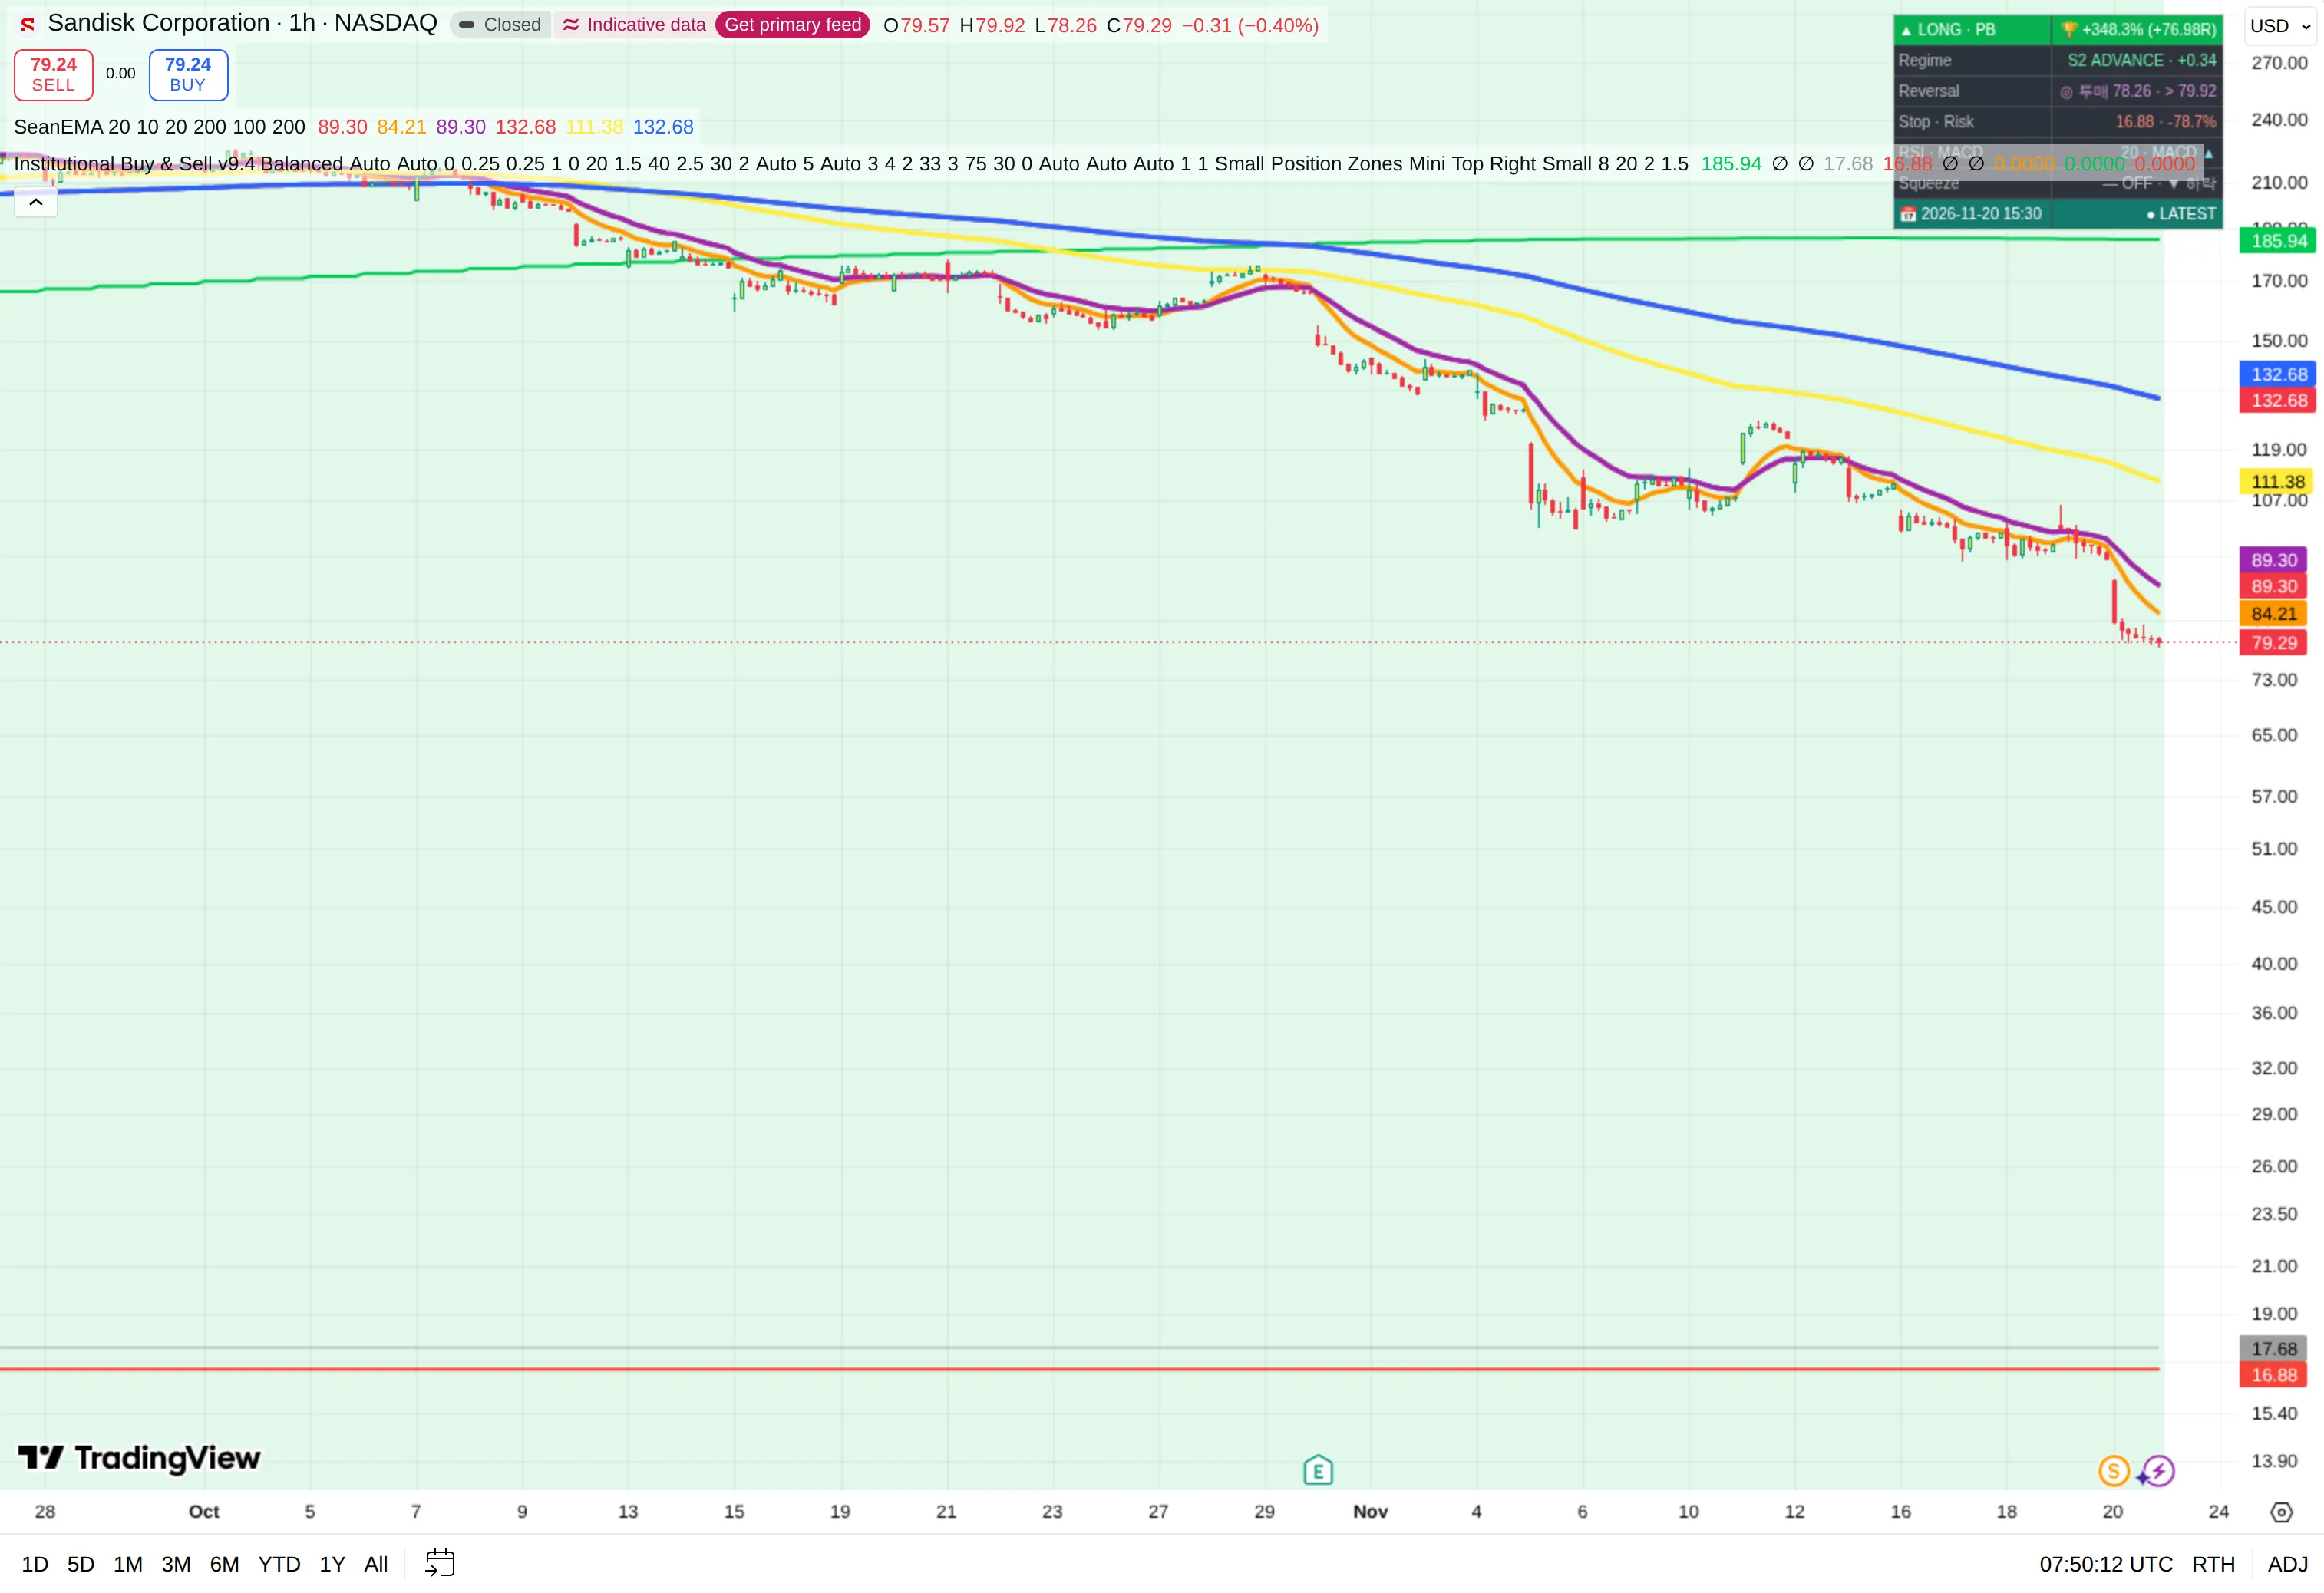 Sandisk Corporation · 1h · NASDAQ Closed Indicative data Get primary feed O79.57 H79.92 L78.26 C79.29 −0.31 (−0.40%)
79.24 SELL 0.00 79.24 BUY
SeanEMA 20 10 20 200 100 200 89.30 84.21 89.30 132.68 111.38 132.68
Institutional Buy & Sell v9.4 Balanced Auto Auto 0 0.25 0.25 1 0 20 1.5 40 2.5 30 2 Auto 5 Auto 3 4 2 33 3 75 30 0 Auto Auto Auto 1 1 Small Position Zones Mini Top Right Small 8 20 2 1.5 185.94 ∅ ∅ 17.68 16.88 ∅ ∅ 0.0000 0.0000 0.0000
▲ LONG · PB 🏆 +348.3% (+76.98R)
Regime S2 ADVANCE · +0.34
Reversal ◎ 투매 78.26 · > 79.92
Stop · Risk 16.88 · -78.7%
RSI · MACD 20 · MACD ▲
Squeeze — OFF · ▼ 하락
📅 2026-11-20 15:30 ● LATEST
USD
270.00
240.00
210.00
185.94
170.00
150.00
132.68
132.68
119.00
111.38
107.00
89.30
89.30
84.21
79.29
73.00
65.00
57.00
51.00
45.00
40.00
36.00
32.00
29.00
26.00
23.50
21.00
19.00
17.68
16.88
15.40
13.90
TradingView
E S
28 Oct 5 7 9 13 15 19 21 23 27 29 Nov 4 6 10 12 16 18 20 24
1D 5D 1M 3M 6M YTD 1Y All 07:50:12 UTC RTH ADJ